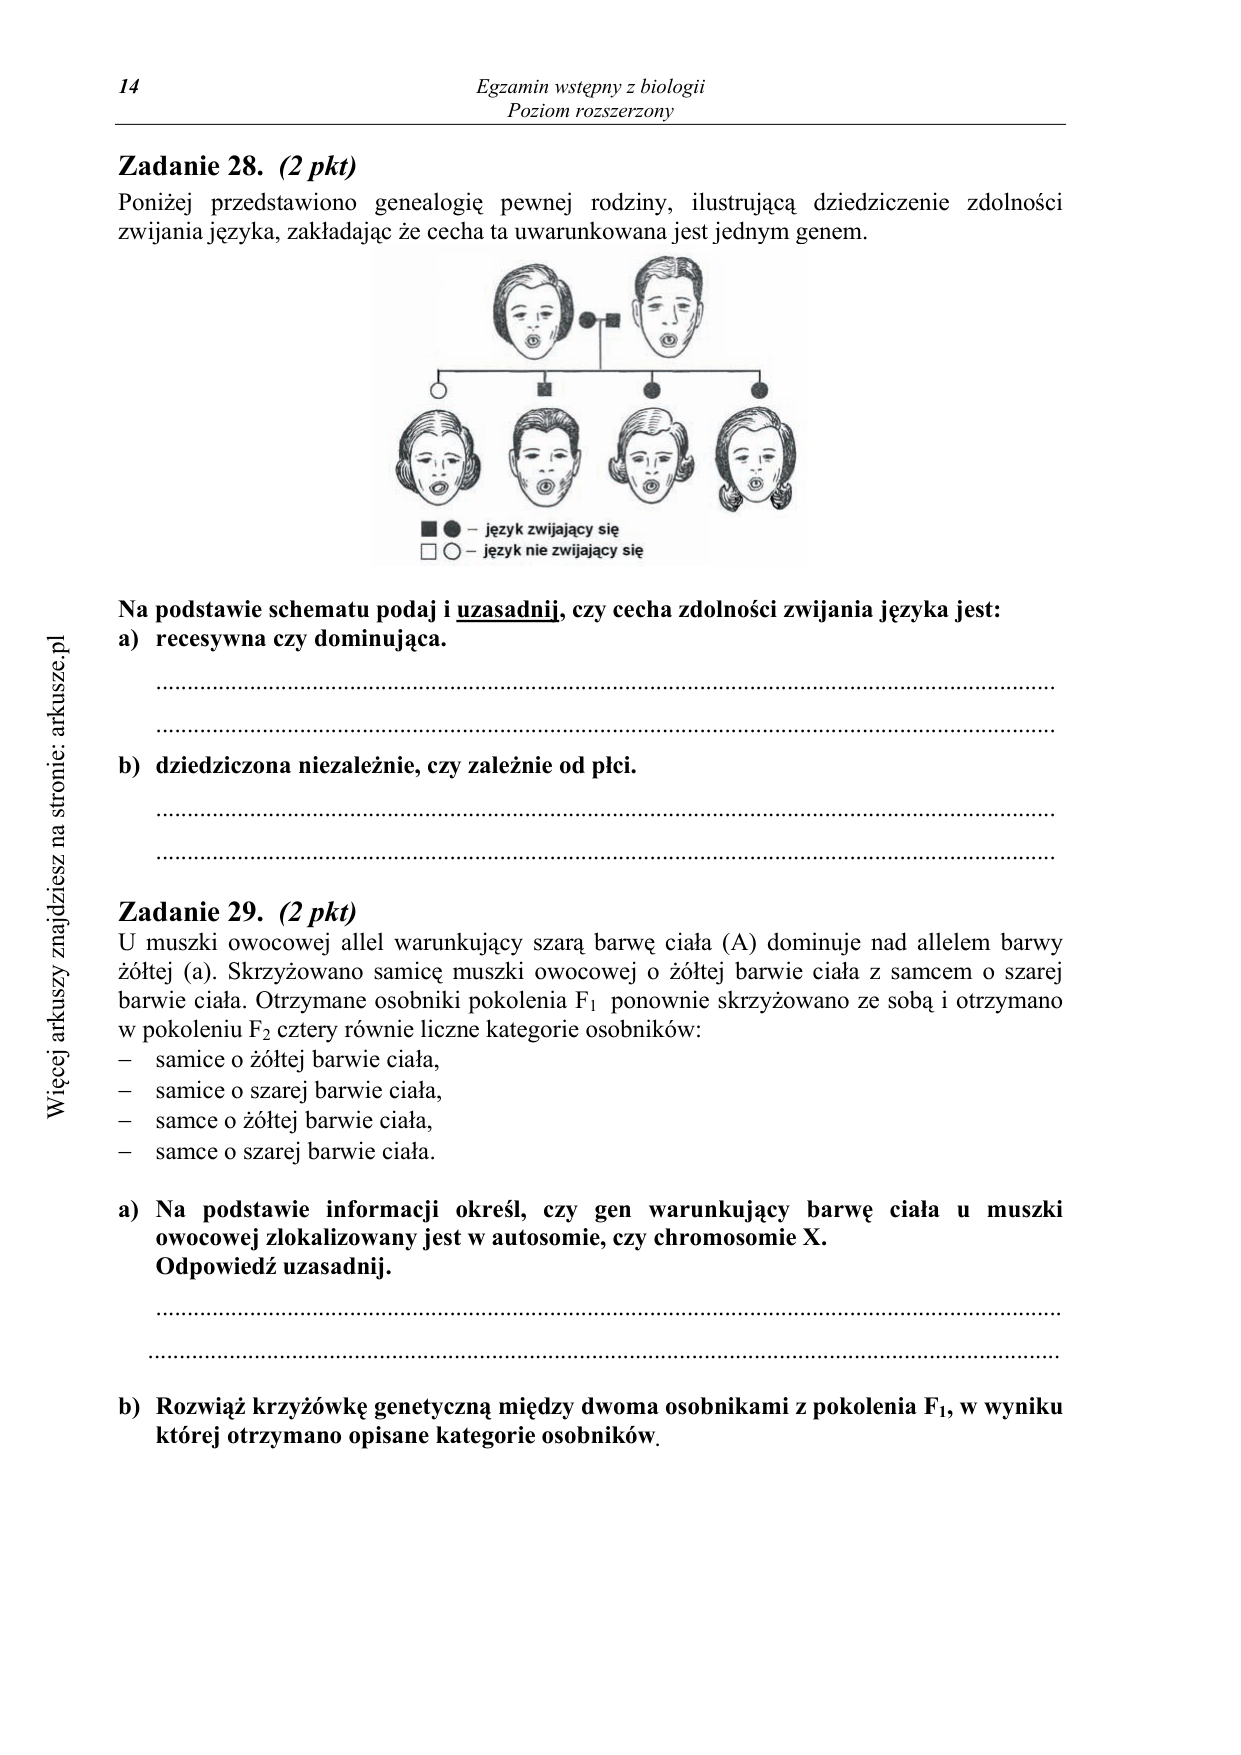 14
Egzamin wstępny z biologii
Poziom rozszerzony
Zadanie 28. (2 pkt)
Poniżej przedstawiono genealogię pewnej rodziny, ilustrującą dziedziczenie zdolności
zwijania języka, zakładając że cecha ta uwarunkowana jest jednym genem.
– język zwijający się
– język nie zwijający się
Na podstawie schematu podaj i uzasadnij, czy cecha zdolności zwijania języka jest:
a) recesywna czy dominująca.
....................................................................................................................................................
....................................................................................................................................................
b) dziedziczona niezależnie, czy zależnie od płci.
....................................................................................................................................................
....................................................................................................................................................
Zadanie 29. (2 pkt)
U muszki owocowej allel warunkujący szarą barwę ciała (A) dominuje nad allelem barwy
żółtej (a). Skrzyżowano samicę muszki owocowej o żółtej barwie ciała z samcem o szarej
barwie ciała. Otrzymane osobniki pokolenia F1 ponownie skrzyżowano ze sobą i otrzymano
w pokoleniu F2 cztery równie liczne kategorie osobników:
– samice o żółtej barwie ciała,
– samice o szarej barwie ciała,
– samce o żółtej barwie ciała,
– samce o szarej barwie ciała.
a) Na podstawie informacji określ, czy gen warunkujący barwę ciała u muszki
owocowej zlokalizowany jest w autosomie, czy chromosomie X.
Odpowiedź uzasadnij.
....................................................................................................................................................
....................................................................................................................................................
b) Rozwiąż krzyżówkę genetyczną między dwoma osobnikami z pokolenia F1, w wyniku
której otrzymano opisane kategorie osobników.
Więcej arkuszy znajdziesz na stronie: arkusze.pl